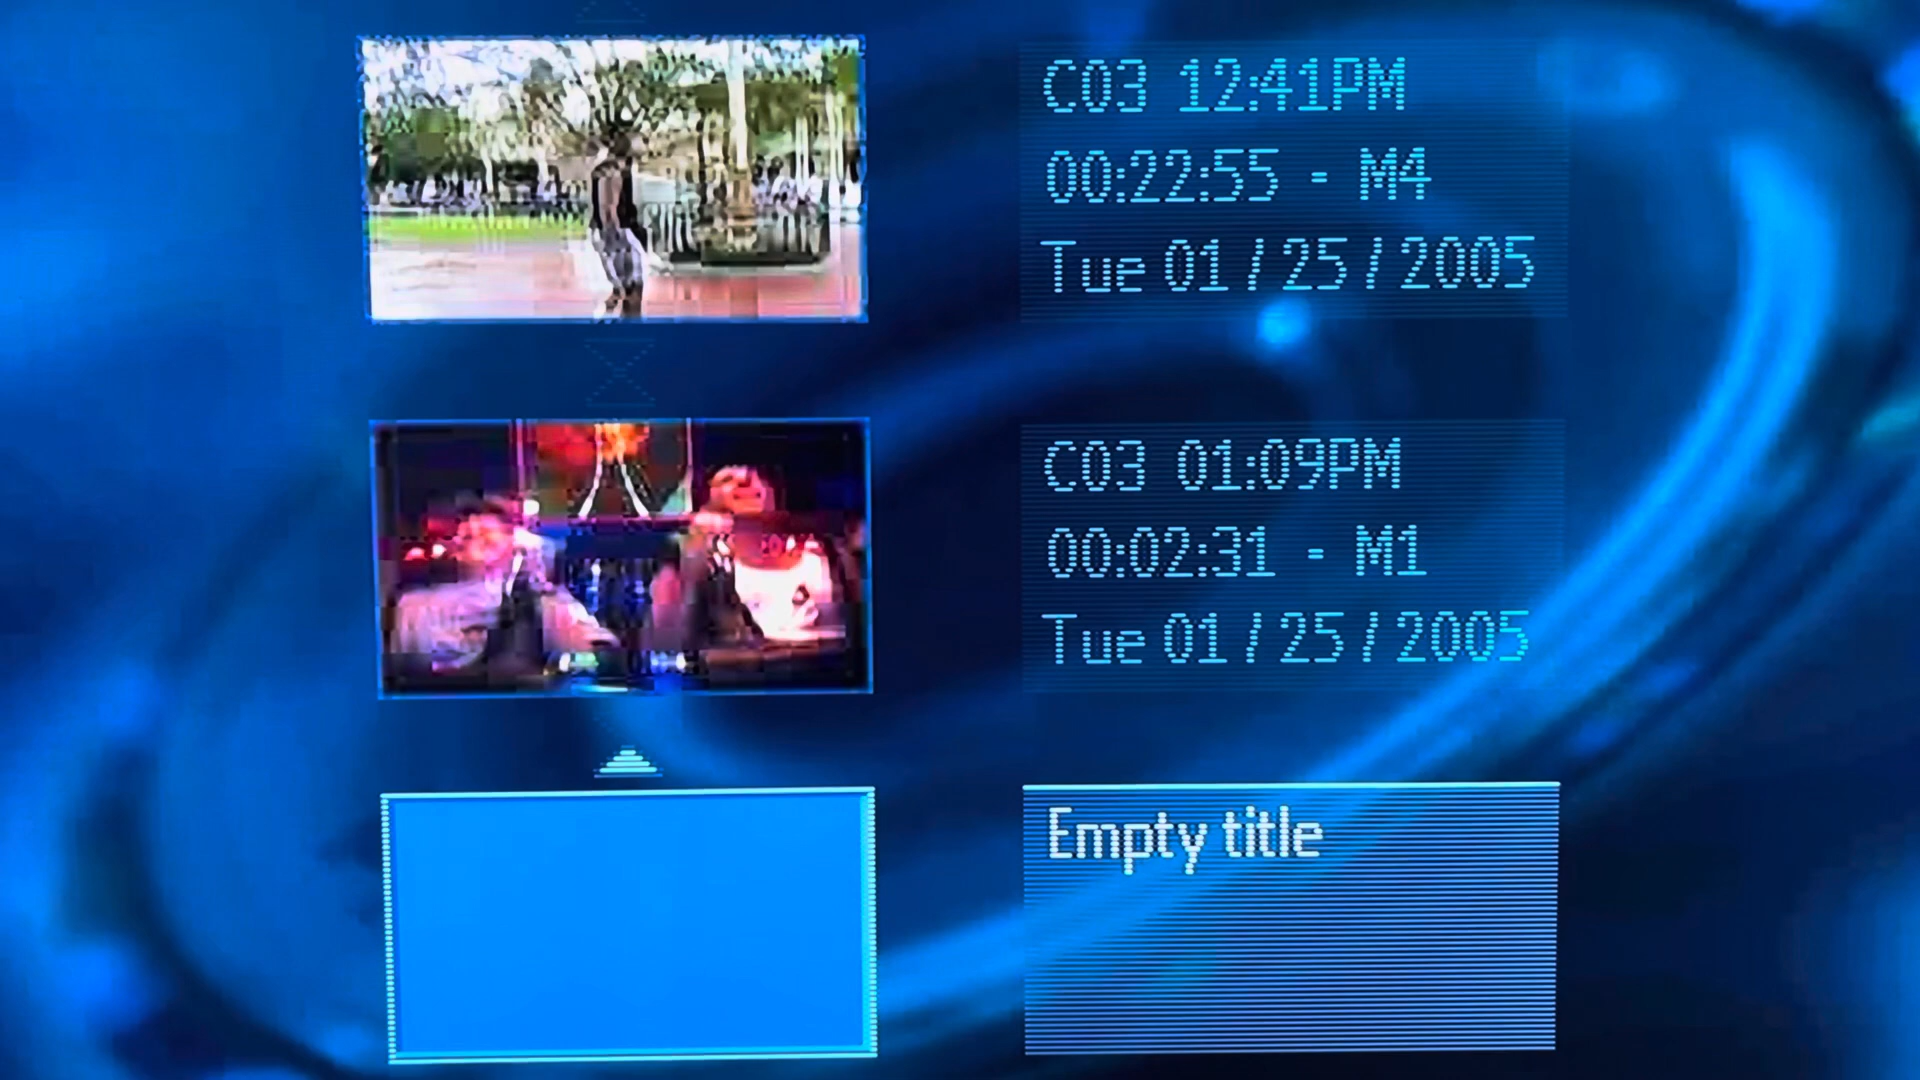 C03 12:41PM
00:22:55 - M4
Tue 01/25/2005
C03 01:09PM
00:02:31 - M1
Tue 01/25/2005
Empty title